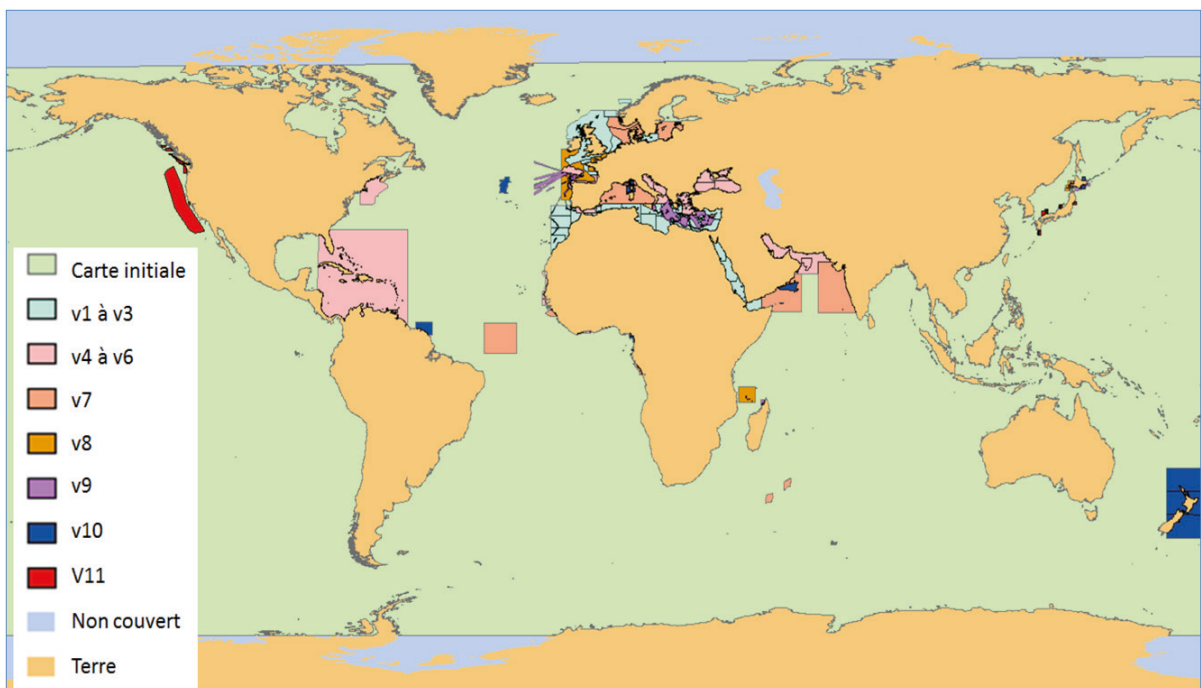 Carte initiale
v1 à v3
v4 à v6
v7
v8
v9
v10
V11
Non couvert
Terre